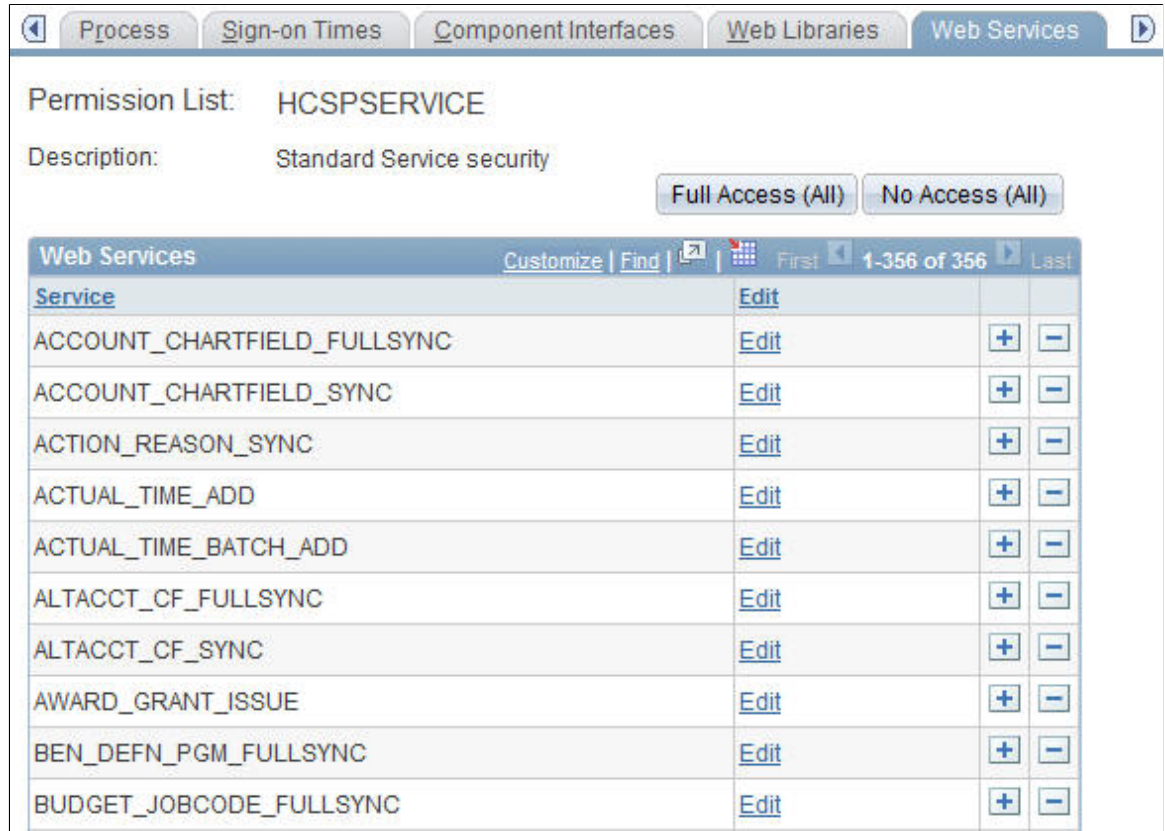 Process Sign-on Times Component Interfaces Web Libraries Web Services
Permission List: HCSPSERVICE
Description: Standard Service security
Full Access (All) No Access (All)
Web Services Customize | Find | | First 1-356 of 356 Last
Service Edit
ACCOUNT_CHARTFIELD_FULLSYNC Edit + −
ACCOUNT_CHARTFIELD_SYNC Edit + −
ACTION_REASON_SYNC Edit + −
ACTUAL_TIME_ADD Edit + −
ACTUAL_TIME_BATCH_ADD Edit + −
ALTACCT_CF_FULLSYNC Edit + −
ALTACCT_CF_SYNC Edit + −
AWARD_GRANT_ISSUE Edit + −
BEN_DEFN_PGM_FULLSYNC Edit + −
BUDGET_JOBCODE_FULLSYNC Edit + −